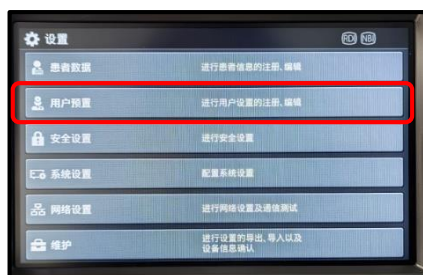 设置
RDI NBI
患者数据 进行患者信息的注册、编辑
用户预置 进行用户设置的注册、编辑
安全设置 进行安全设置
系统设置 配置系统设置
网络设置 进行网络设置及通信测试
维护 进行设置的导出、导入以及
设备信息确认